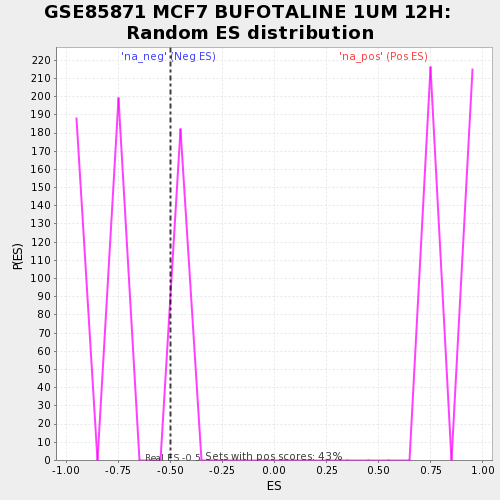 GSE85871 MCF7 BUFOTALINE 1UM 12H:
Random ES distribution
'na_neg' (Neg ES)
'na_pos' (Pos ES)
220
210
200
190
180
170
160
150
140
130
120
110
100
90
80
70
60
50
40
30
20
10
0
P(ES)
Real ES -0.5
Sets with pos scores: 43%
-1.00 -0.75 -0.50 -0.25 0.00 0.25 0.50 0.75 1.00
ES